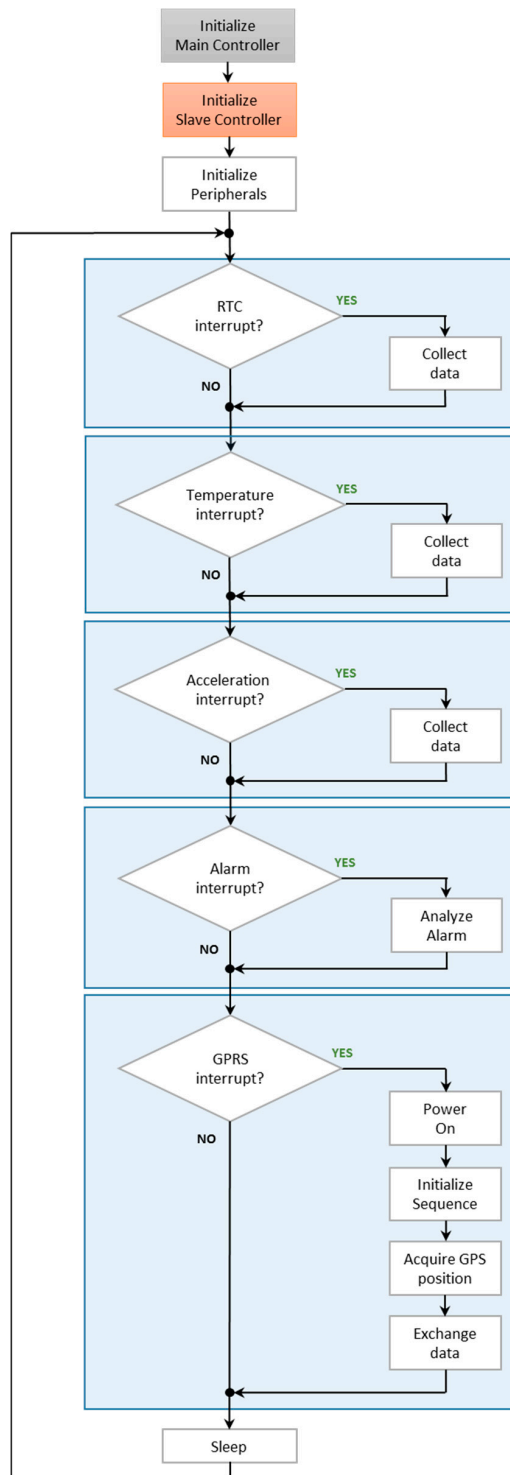 Initialize
Main Controller
Initialize
Slave Controller
Initialize
Peripherals
RTC
interrupt?
YES
Collect
data
NO
Temperature
interrupt?
YES
Collect
data
NO
Acceleration
interrupt?
YES
Collect
data
NO
Alarm
interrupt?
YES
Analyze
Alarm
NO
GPRS
interrupt?
YES
Power
On
NO
Initialize
Sequence
Acquire GPS
position
Exchange
data
Sleep